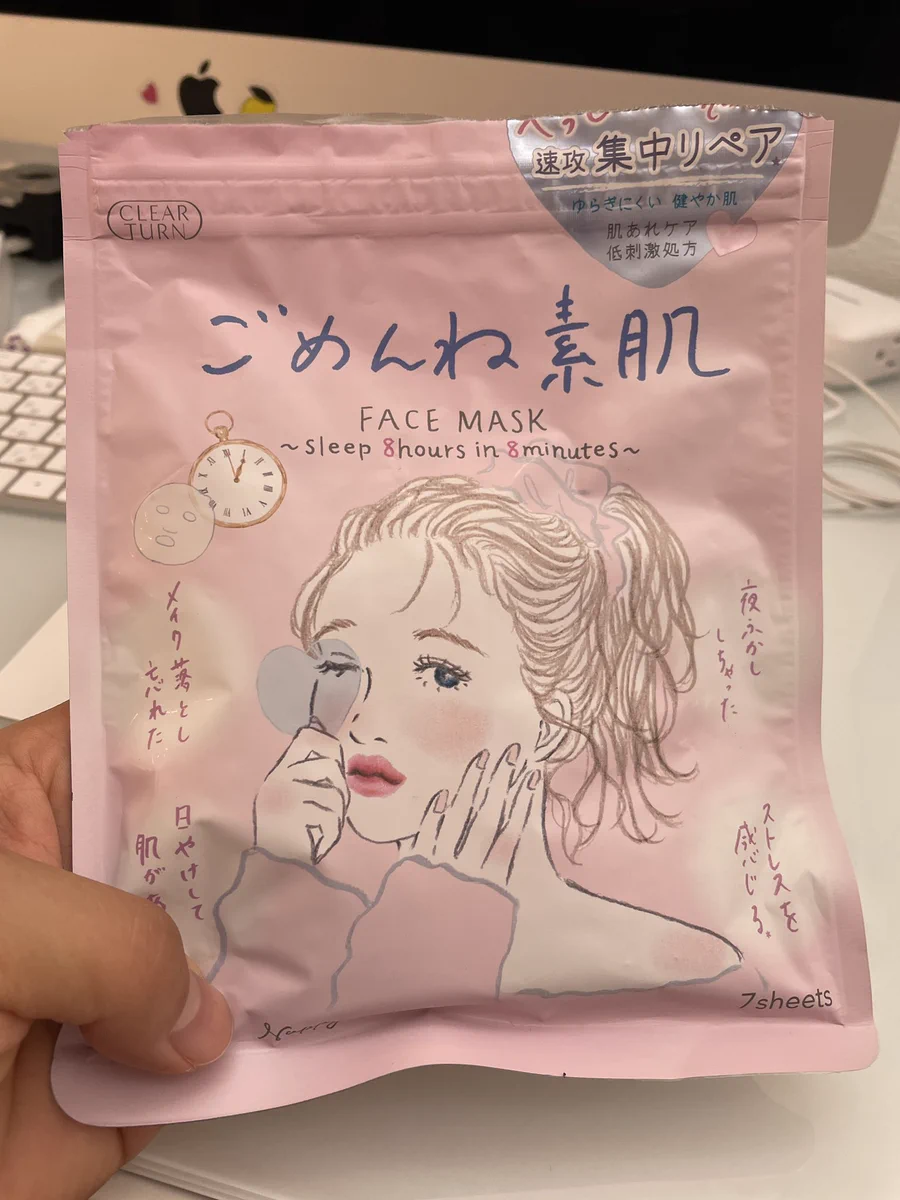 速攻 集中リペア
ゆらぎにくい 健やか肌
肌あれケア
低刺激処方
CLEAR
TURN
ごめんね素肌
FACE MASK
~sleep 8hours in 8minutes~
メイク落とし
忘れた
夜ふかし
しちゃった
日やけして
肌が
ストレスを
感じる。
7sheets